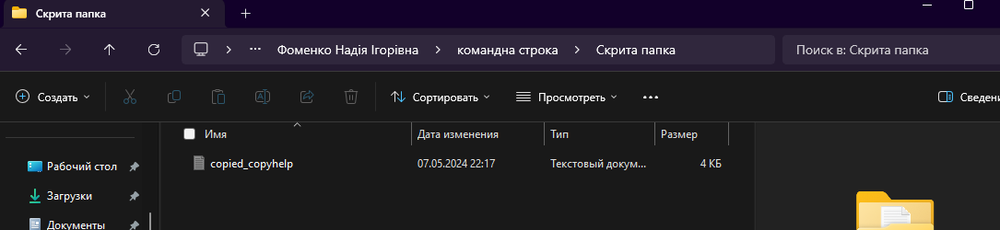 Скрита папка
Фоменко Надія Ігорівна
командна строка
Скрита папка
Поиск в: Скрита папка
Создать
Сортировать
Просмотреть
Сведени
Имя
Дата изменения
Тип
Размер
copied_copyhelp
07.05.2024 22:17
Текстовый докум...
4 КБ
Рабочий стол
Загрузки
Документы